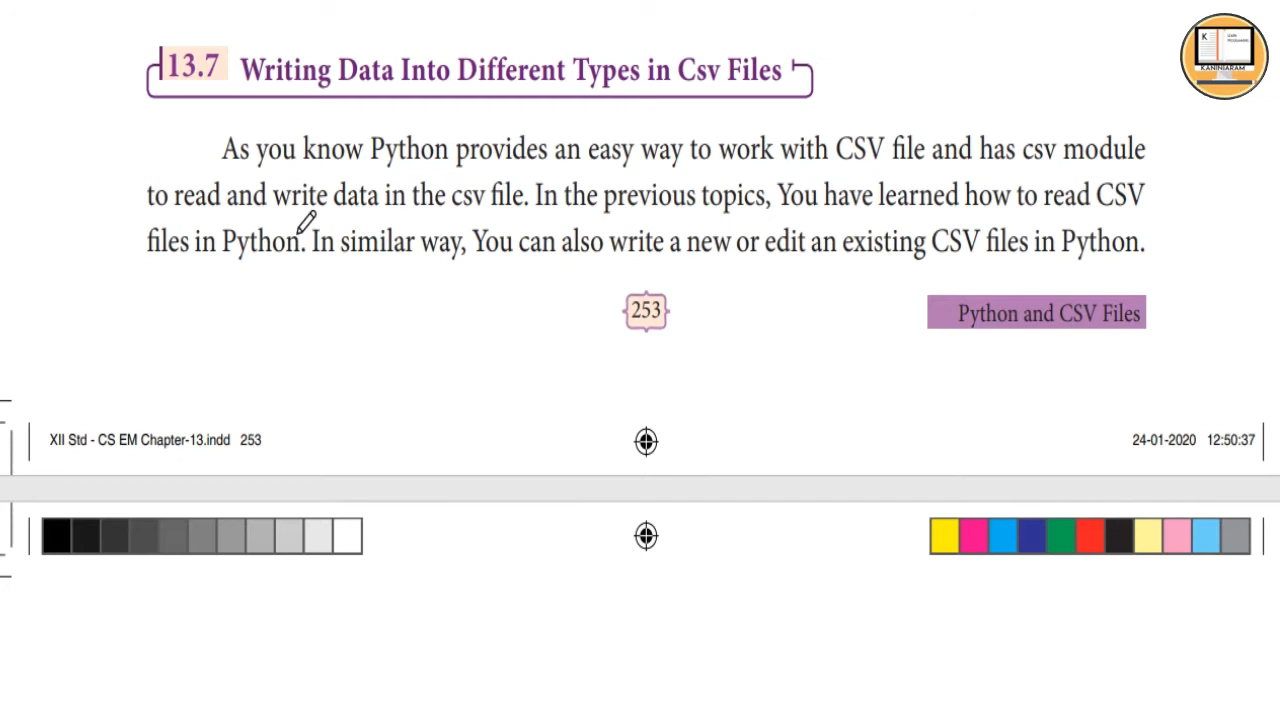 13.7 Writing Data Into Different Types in Csv Files
As you know Python provides an easy way to work with CSV file and has csv module
to read and write data in the csv file. In the previous topics, You have learned how to read CSV
files in Python. In similar way, You can also write a new or edit an existing CSV files in Python.
253
Python and CSV Files
XII Std - CS EM Chapter-13.indd 253
24-01-2020 12:50:37
K
KANINIARAM